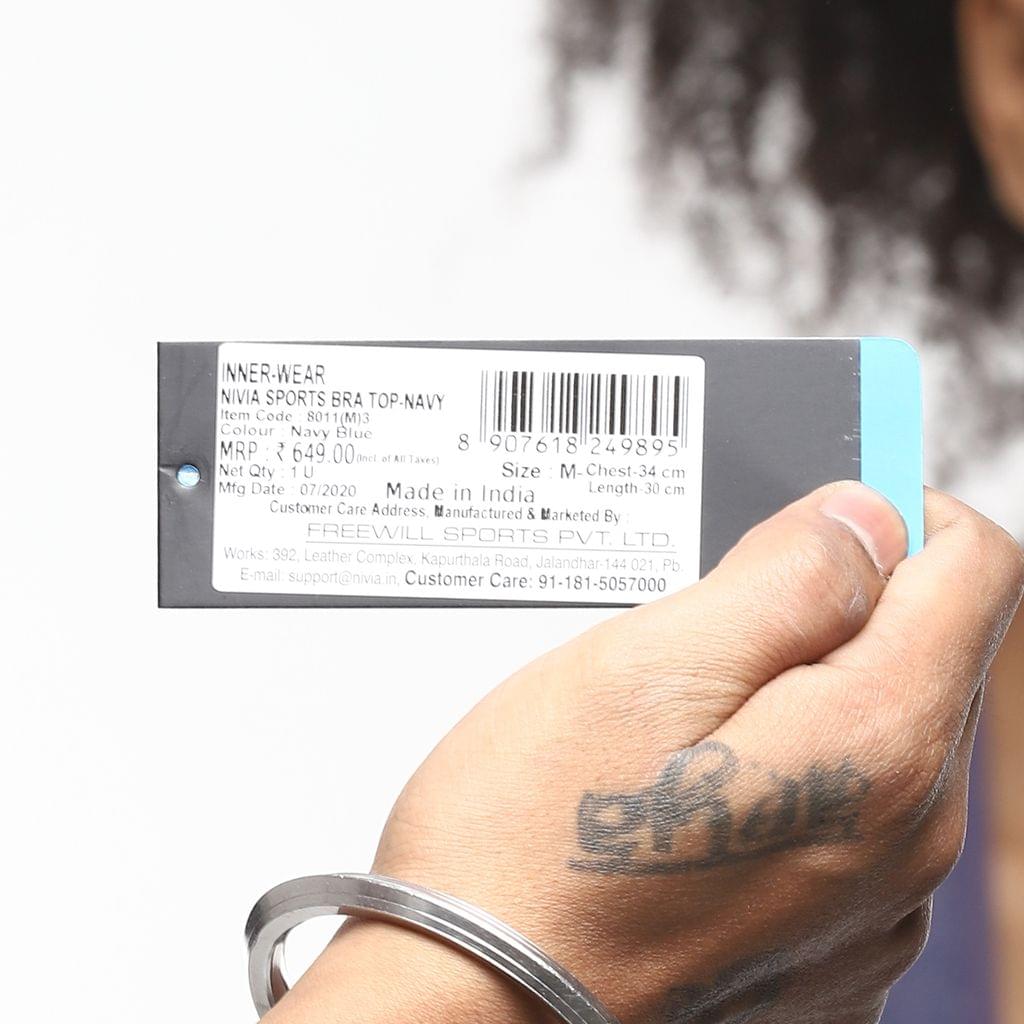 INNER-WEAR
NIVIA SPORTS BRA TOP-NAVY
Item Code : 8011(M)3
Colour : Navy Blue
MRP : ₹ 649.00 (Incl. of All Taxes)
Net Qty : 1 U
Mfg Date : 07/2020
8 907618 249895
Size : M- Chest-34 cm
Length-30 cm
Made in India
Customer Care Address, Manufactured & Marketed By :
FREEWILL SPORTS PVT. LTD.
Works: 392, Leather Complex, Kapurthala Road, Jalandhar-144 021, Pb.
E-mail: support@nivia.in, Customer Care: 91-181-5057000